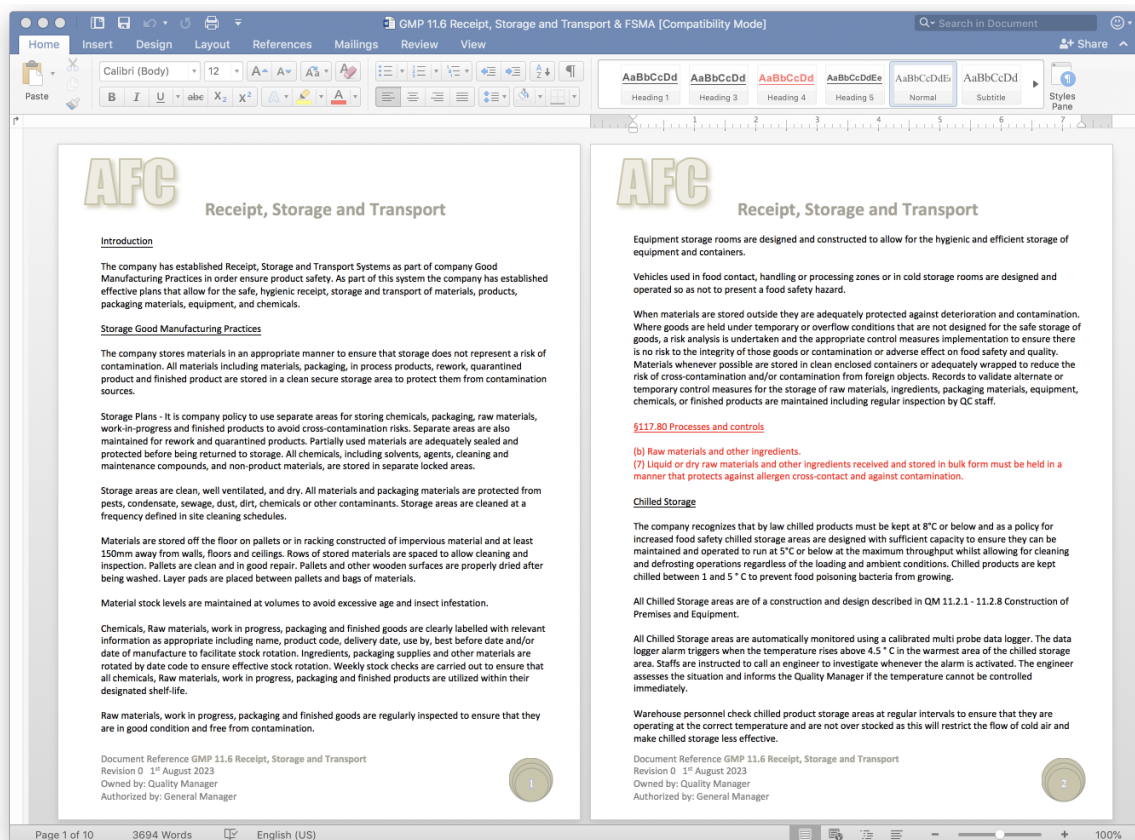 GMP 11.6 Receipt, Storage and Transport & FSMA [Compatibility Mode]
Search in Document
Home Insert Design Layout References Mailings Review View
Share
Paste
Calibri (Body) 12
B I U abc X2 X2
AaBbCcDd AaBbCcDd AaBbCcDd AaBbCcDdEe AaBbCcDdEe AaBbCcDd
Heading 1 Heading 3 Heading 4 Heading 5 Normal Subtitle
Styles
Pane
1 2 3 4 5 6 7
AFC
Receipt, Storage and Transport
Introduction
The company has established Receipt, Storage and Transport Systems as part of company Good
Manufacturing Practices in order ensure product safety. As part of this system the company has established
effective plans that allow for the safe, hygienic receipt, storage and transport of materials, products,
packaging materials, equipment, and chemicals.
Storage Good Manufacturing Practices
The company stores materials in an appropriate manner to ensure that storage does not represent a risk of
contamination. All materials including materials, packaging, in process products, rework, quarantined
product and finished product are stored in a clean secure storage area to protect them from contamination
sources.
Storage Plans - It is company policy to use separate areas for storing chemicals, packaging, raw materials,
work-in-progress and finished products to avoid cross-contamination risks. Separate areas are also
maintained for rework and quarantined products. Partially used materials are adequately sealed and
protected before being returned to storage. All chemicals, including solvents, agents, cleaning and
maintenance compounds, and non-product materials, are stored in separate locked areas.
Storage areas are clean, well ventilated, and dry. All materials and packaging materials are protected from
pests, condensate, sewage, dust, dirt, chemicals or other contaminants. Storage areas are cleaned at a
frequency defined in site cleaning schedules.
Materials are stored off the floor on pallets or in racking constructed of impervious material and at least
150mm away from walls, floors and ceilings. Rows of stored materials are spaced to allow cleaning and
inspection. Pallets are clean and in good repair. Pallets and other wooden surfaces are properly dried after
being washed. Layer pads are placed between pallets and bags of materials.
Material stock levels are maintained at volumes to avoid excessive age and insect infestation.
Chemicals, Raw materials, work in progress, packaging and finished goods are clearly labelled with relevant
information as appropriate including name, product code, delivery date, use by, best before date and/or
date of manufacture to facilitate stock rotation. Ingredients, packaging supplies and other materials are
rotated by date code to ensure effective stock rotation. Weekly stock checks are carried out to ensure that
all chemicals, Raw materials, work in progress, packaging and finished products are utilized within their
designated shelf-life.
Raw materials, work in progress, packaging and finished goods are regularly inspected to ensure that they
are in good condition and free from contamination.
Document Reference GMP 11.6 Receipt, Storage and Transport
Revision 0 1st August 2023
Owned by: Quality Manager
Authorized by: General Manager
1
AFC
Receipt, Storage and Transport
Equipment storage rooms are designed and constructed to allow for the hygienic and efficient storage of
equipment and containers.
Vehicles used in food contact, handling or processing zones or in cold storage rooms are designed and
operated so as not to present a food safety hazard.
When materials are stored outside they are adequately protected against deterioration and contamination.
Where goods are held under temporary or overflow conditions that are not designed for the safe storage of
goods, a risk analysis is undertaken and the appropriate control measures implementation to ensure there
is no risk to the integrity of those goods or contamination or adverse effect on food safety and quality.
Materials whenever possible are stored in clean enclosed containers or adequately wrapped to reduce the
risk of cross-contamination and/or contamination from foreign objects. Records to validate alternate or
temporary control measures for the storage of raw materials, ingredients, packaging materials, equipment,
chemicals, or finished products are maintained including regular inspection by QC staff.
§117.80 Processes and controls
(b) Raw materials and other ingredients.
(7) Liquid or dry raw materials and other ingredients received and stored in bulk form must be held in a
manner that protects against allergen cross-contact and against contamination.
Chilled Storage
The company recognizes that by law chilled products must be kept at 8°C or below and as a policy for
increased food safety chilled storage areas are designed with sufficient capacity to ensure they can be
maintained and operated to run at 5°C or below at the maximum throughput whilst allowing for cleaning
and defrosting operations regardless of the loading and ambient conditions. Chilled products are kept
chilled between 1 and 5 ° C to prevent food poisoning bacteria from growing.
All Chilled Storage areas are of a construction and design described in QM 11.2.1 - 11.2.8 Construction of
Premises and Equipment.
All Chilled Storage areas are automatically monitored using a calibrated multi probe data logger. The data
logger alarm triggers when the temperature rises above 4.5 ° C in the warmest area of the chilled storage
area. Staffs are instructed to call an engineer to investigate whenever the alarm is activated. The engineer
assesses the situation and informs the Quality Manager if the temperature cannot be controlled
immediately.
Warehouse personnel check chilled product storage areas at regular intervals to ensure that they are
operating at the correct temperature and are not over stocked as this will restrict the flow of cold air and
make chilled storage less effective.
Document Reference GMP 11.6 Receipt, Storage and Transport
Revision 0 1st August 2023
Owned by: Quality Manager
Authorized by: General Manager
2
Page 1 of 10 3694 Words English (US) 100%